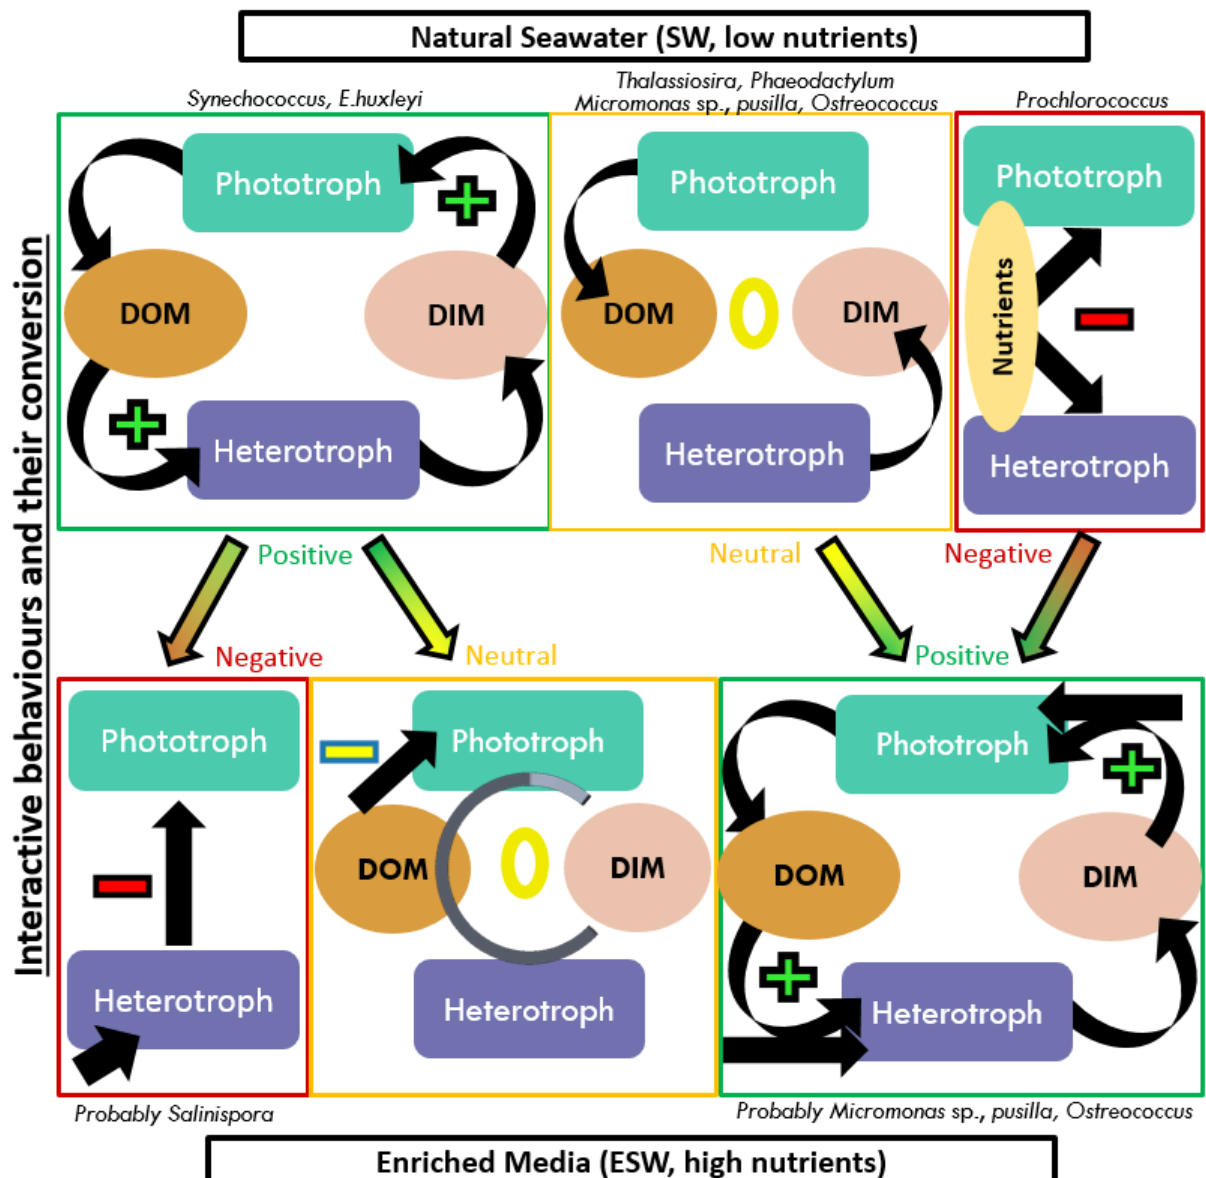 Natural Seawater (SW, low nutrients)
Synechococcus, E.huxleyi
Thalassiosira, Phaeodactylum
Micromonas sp., pusilla, Ostreococcus
Prochlorococcus
Interactive behaviours and their conversion
Phototroph
DOM
DIM
Heterotroph
Phototroph
DOM
DIM
Heterotroph
Phototroph
Nutrients
Heterotroph
Positive
Neutral
Negative
Negative
Neutral
Positive
Phototroph
Heterotroph
Phototroph
DOM
DIM
Heterotroph
Phototroph
DOM
DIM
Heterotroph
Probably Salinispora
Probably Micromonas sp., pusilla, Ostreococcus
Enriched Media (ESW, high nutrients)